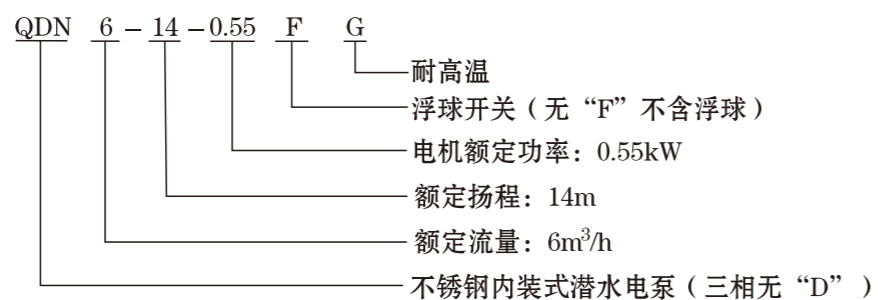 QDN 6 - 14 - 0.55 F G
耐高温
浮球开关（无“F”不含浮球）
电机额定功率：0.55kW
额定扬程：14m
额定流量：6m³/h
不锈钢内装式潜水电泵（三相无“D”）